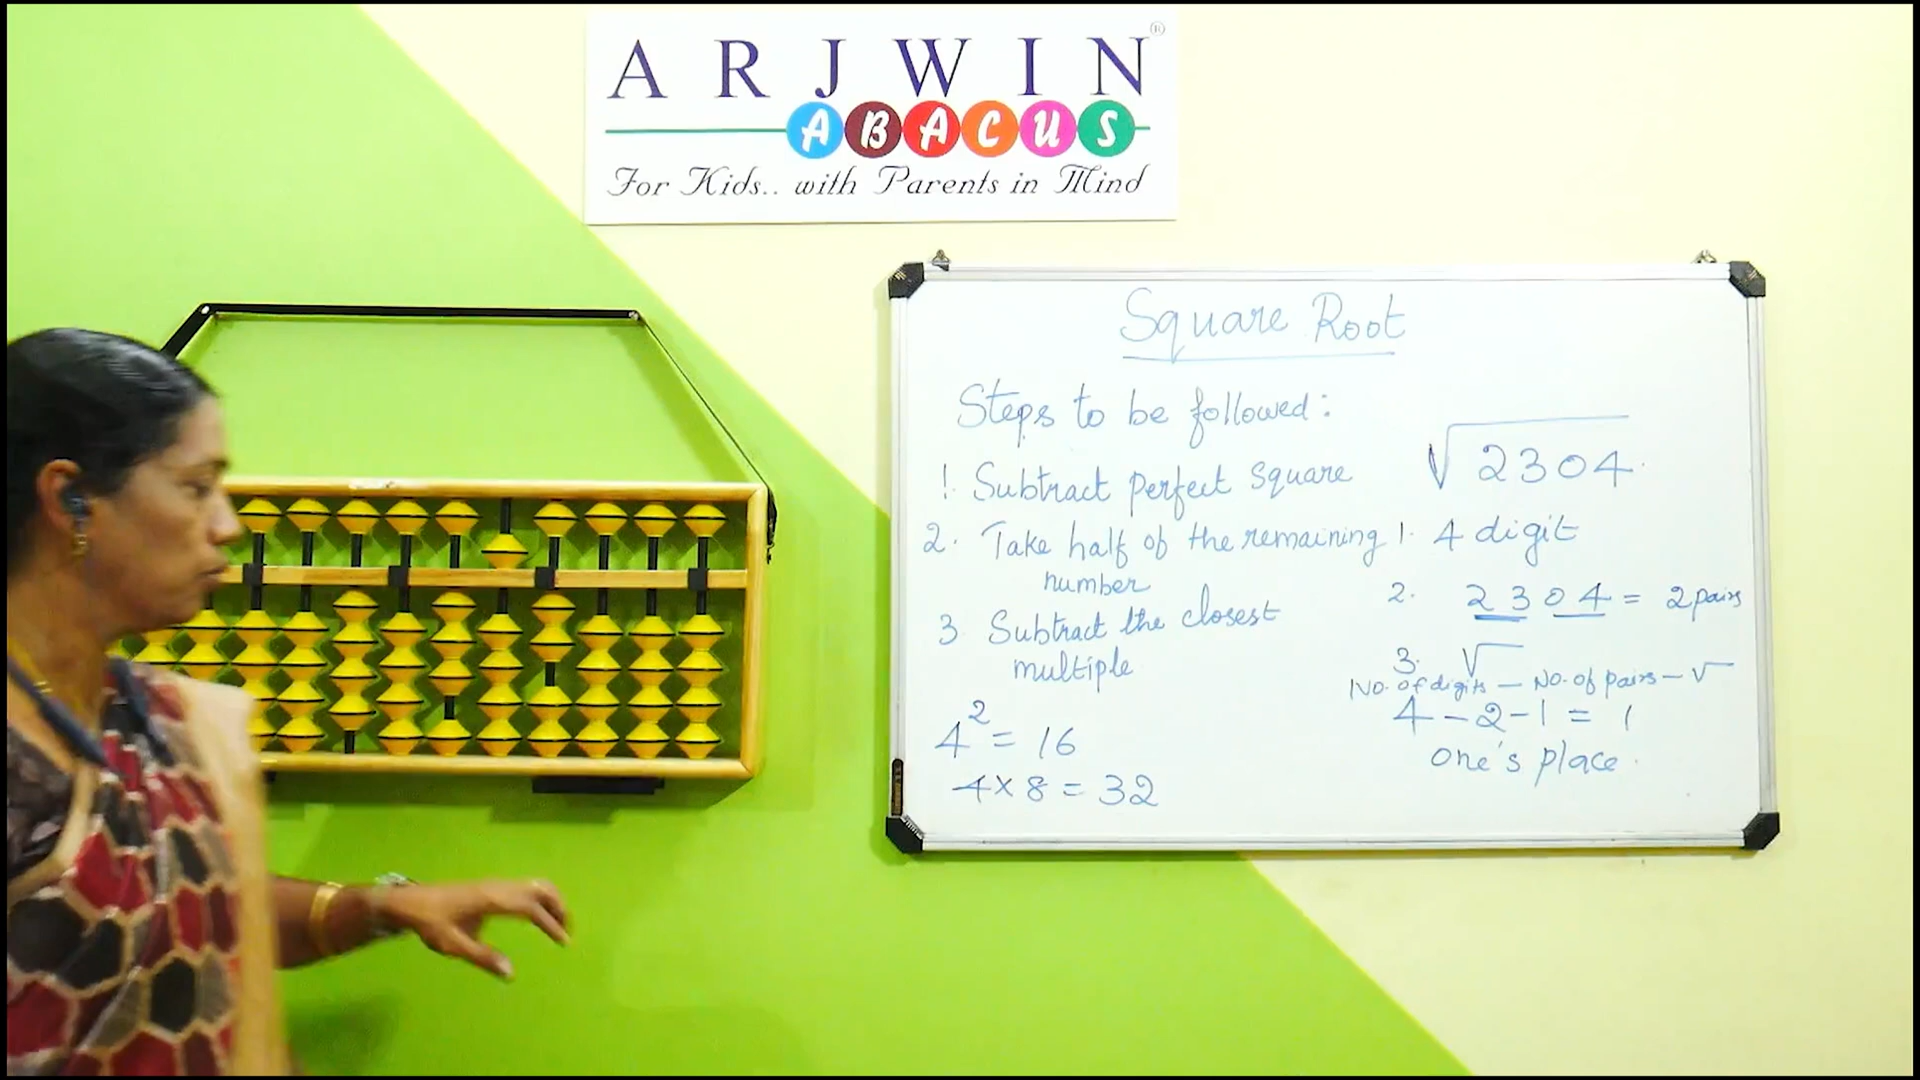 ARJWIN®
ABACUS
For Kids.. with Parents in Mind
Square Root
Steps to be followed:
1. Subtract perfect square
2. Take half of the remaining
number
3 Subtract the closest
multiple
4² = 16
4 x 8 = 32
√2304
1. 4 digit
2. 2304 = 2 pairs
3. √
No. of digits – No. of pairs – √
4 – 2 – 1 = 1
one's place.